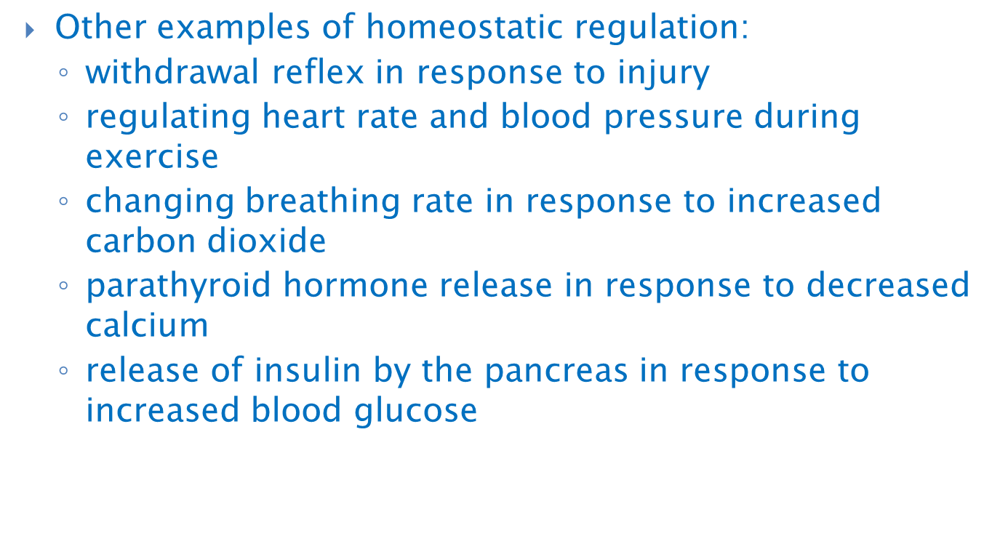 Other examples of homeostatic regulation:
withdrawal reflex in response to injury
regulating heart rate and blood pressure during
exercise
changing breathing rate in response to increased
carbon dioxide
parathyroid hormone release in response to decreased
calcium
release of insulin by the pancreas in response to
increased blood glucose